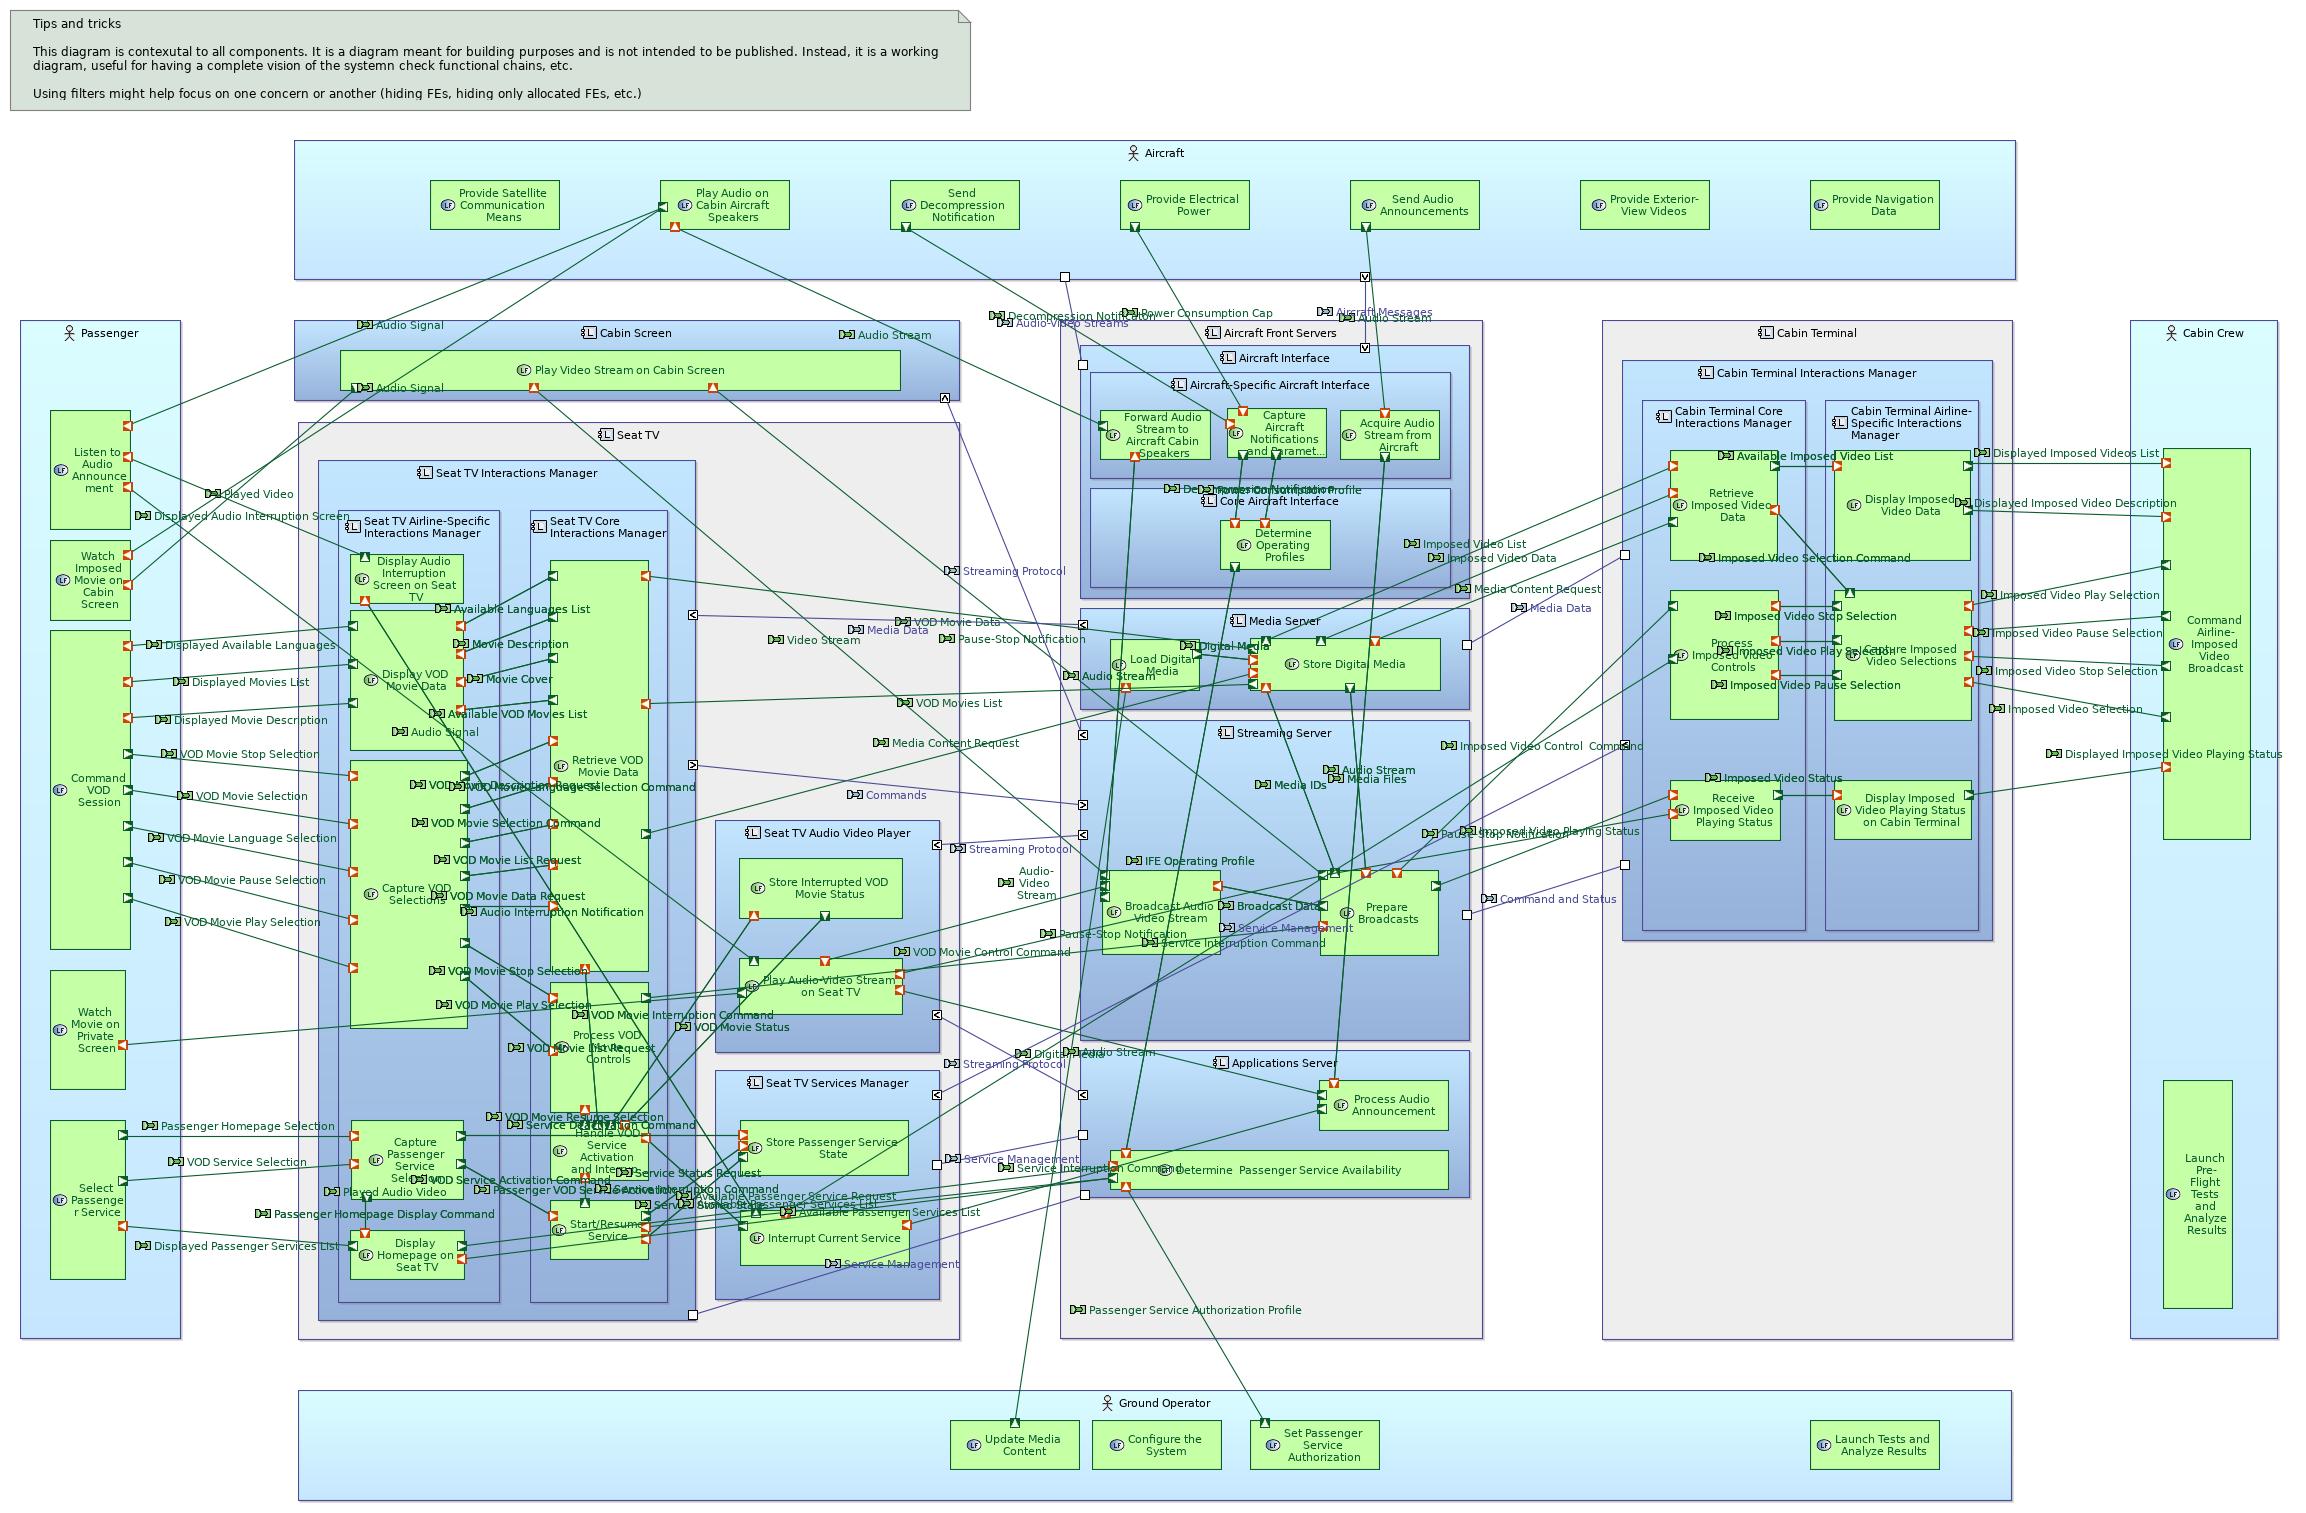 Tips and tricks
This diagram is contexutal to all components. It is a diagram meant for building purposes and is not intended to be published. Instead, it is a working
diagram, useful for having a complete vision of the systemn check functional chains, etc.
Using filters might help focus on one concern or another (hiding FEs, hiding only allocated FEs, etc.)
Aircraft
Provide Satellite
Communication
Means
Play Audio on
Cabin Aircraft
Speakers
Send
Decompression
Notification
Provide Electrical
Power
Send Audio
Announcements
Provide Exterior-
View Videos
Provide Navigation
Data
Decompression Notification
Power Consumption Cap
Audio-Video Streams
Aircraft Messages
Audio Stream
Passenger
Listen to
Audio
Announce
ment
Watch
Imposed
Movie on
Cabin
Screen
Command
VOD
Session
Watch
Movie on
Private
Screen
Select
Passenge
r Service
Audio Signal
Audio Signal
Played Video
Displayed Audio Interruption Screen
Displayed Available Languages
Displayed Movies List
Displayed Movie Description
VOD Movie Stop Selection
VOD Movie Selection
VOD Movie Language Selection
VOD Movie Pause Selection
VOD Movie Play Selection
Passenger Homepage Selection
VOD Service Selection
Played Audio Video
Passenger Homepage Display Command
Displayed Passenger Services List
Cabin Screen
Audio Stream
Play Video Stream on Cabin Screen
Seat TV
Seat TV Interactions Manager
Seat TV Airline-Specific
Interactions Manager
Seat TV Core
Interactions Manager
Display Audio
Interruption
Screen on Seat
TV
Available Languages List
Movie Description
Display VOD
Movie Data
Movie Cover
Available VOD Movies List
Audio Signal
Retrieve VOD
Movie Data
VOD Movie Language Selection Command
VOD Movie Selection Command
VOD Movie List Request
Capture VOD
Selections
VOD Movie Data Request
Audio Interruption Notification
VOD Movie Stop Selection
VOD Movie Play Selection
VOD Movie Interruption Command
VOD Movie Status
Process VOD
Movie
Controls
VOD Movie List Request
VOD Movie Resume Selection
Capture
Passenger
Service
Handle VOD
Service
Activation
VOD Service Activation Command
Service Status Request
Start/Resume
Service
Display
Homepage on
Seat TV
Seat TV Audio Video Player
Store Interrupted VOD
Movie Status
Play Audio-Video Stream
on Seat TV
Seat TV Services Manager
Store Passenger Service
State
Available Passenger Service Request
Available Passenger Services List
Interrupt Current Service
Service Management
Streaming Protocol
VOD Movie Data
Media Data
Video Stream
Pause-Stop Notification
VOD Movies List
Media Content Request
Commands
Streaming Protocol
Audio-
Video
Stream
Pause-Stop Notification
VOD Movie Control Command
Streaming Protocol
Digital Media
Audio Stream
Service Management
Service Interruption Command
Passenger Service Authorization Profile
Aircraft Front Servers
Aircraft Interface
Aircraft-Specific Aircraft Interface
Forward Audio
Stream to
Aircraft Cabin
Speakers
Capture
Aircraft
Notifications
and Paramet...
Acquire Audio
Stream from
Aircraft
Power Consumption Profile
Core Aircraft Interface
Determine
Operating
Profiles
Imposed Video List
Imposed Video Data
Media Content Request
Media Data
Media Server
Digital Media
Load Digital
Media
Store Digital Media
Audio Stream
Streaming Server
Imposed Video Control  Command
Audio Stream
Media Files
Media IDs
Pause-Stop Notification
Imposed Video Playing Status
IFE Operating Profile
Broadcast Audio
Video Stream
Broadcast Data
Service Management
Service Interruption Command
Prepare
Broadcasts
Command and Status
Applications Server
Process Audio
Announcement
Determine  Passenger Service Availability
Cabin Terminal
Cabin Terminal Interactions Manager
Cabin Terminal Core
Interactions Manager
Cabin Terminal Airline-
Specific Interactions
Manager
Available Imposed Video List
Retrieve
Imposed Video
Data
Display Imposed
Video Data
Imposed Video Selection Command
Imposed Video Stop Selection
Process
Imposed Video
Controls
Imposed Video Play Selection
Capture Imposed
Video Selections
Imposed Video Pause Selection
Imposed Video Status
Receive
Imposed Video
Playing Status
Display Imposed
Video Playing Status
on Cabin Terminal
Displayed Imposed Videos List
Displayed Imposed Video Description
Imposed Video Play Selection
Imposed Video Pause Selection
Imposed Video Stop Selection
Imposed Video Selection
Displayed Imposed Video Playing Status
Cabin Crew
Command
Airline-
Imposed
Video
Broadcast
Launch
Pre-
Flight
Tests
and
Analyze
Results
Ground Operator
Update Media
Content
Configure the
System
Set Passenger
Service
Authorization
Launch Tests and
Analyze Results